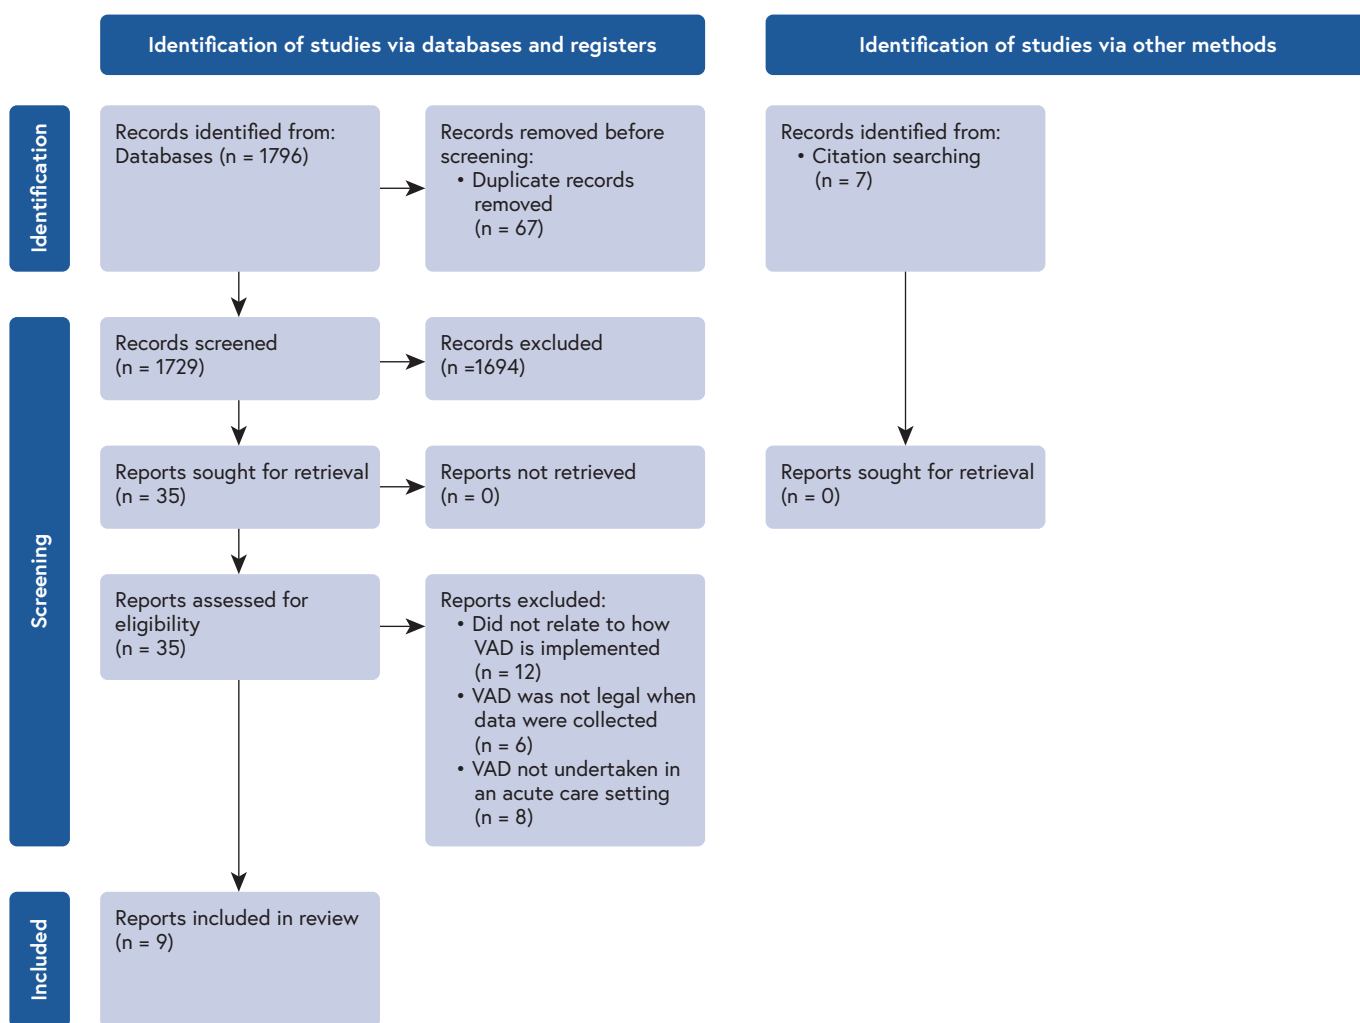 Identification of studies via databases and registers
Identification of studies via other methods
Identification
Records identified from:
Databases (n = 1796)
Records removed before
screening:
• Duplicate records
removed
(n = 67)
Records identified from:
• Citation searching
(n = 7)
Screening
Records screened
(n = 1729)
Records excluded
(n =1694)
Reports sought for retrieval
(n = 35)
Reports not retrieved
(n = 0)
Reports sought for retrieval
(n = 0)
Reports assessed for
eligibility
(n = 35)
Reports excluded:
• Did not relate to how
VAD is implemented
(n = 12)
• VAD was not legal when
data were collected
(n = 6)
• VAD not undertaken in
an acute care setting
(n = 8)
Included
Reports included in review
(n = 9)